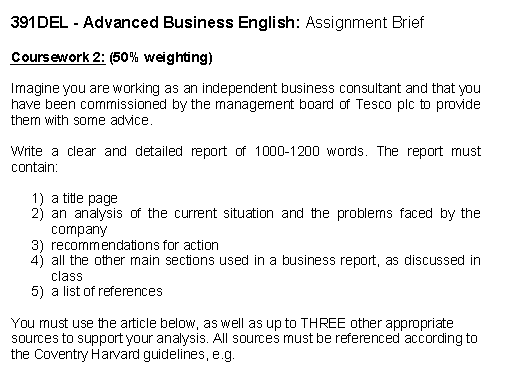 391DEL - Advanced Business English: Assignment Brief
Coursework 2: (50% weighting)
Imagine you are working as an independent business consultant and that you
have been commissioned by the management board of Tesco plc to provide
them with some advice.
Write a clear and detailed report of 1000-1200 words. The report must
contain:
1) a title page
2) an analysis of the current situation and the problems faced by the
company
3) recommendations for action
4) all the other main sections used in a business report, as discussed in
class
5) a list of references
You must use the article below, as well as up to THREE other appropriate
sources to support your analysis. All sources must be referenced according to
the Coventry Harvard guidelines, e.g.